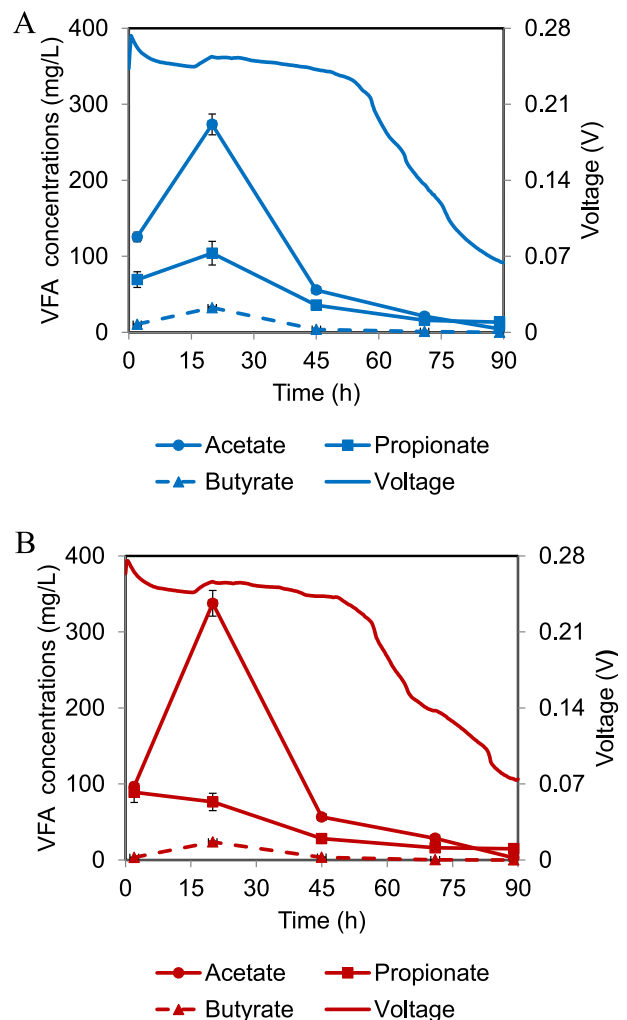 A
VFA concentrations (mg/L)
400
300
200
100
0
0.28
0.21
0.14
0.07
0
Voltage (V)
0 15 30 45 60 75 90
Time (h)
Acetate Propionate
Butyrate Voltage
B
VFA concentrations (mg/L)
400
300
200
100
0
0.28
0.21
0.14
0.07
0
Voltage (V)
0 15 30 45 60 75 90
Time (h)
Acetate Propionate
Butyrate Voltage